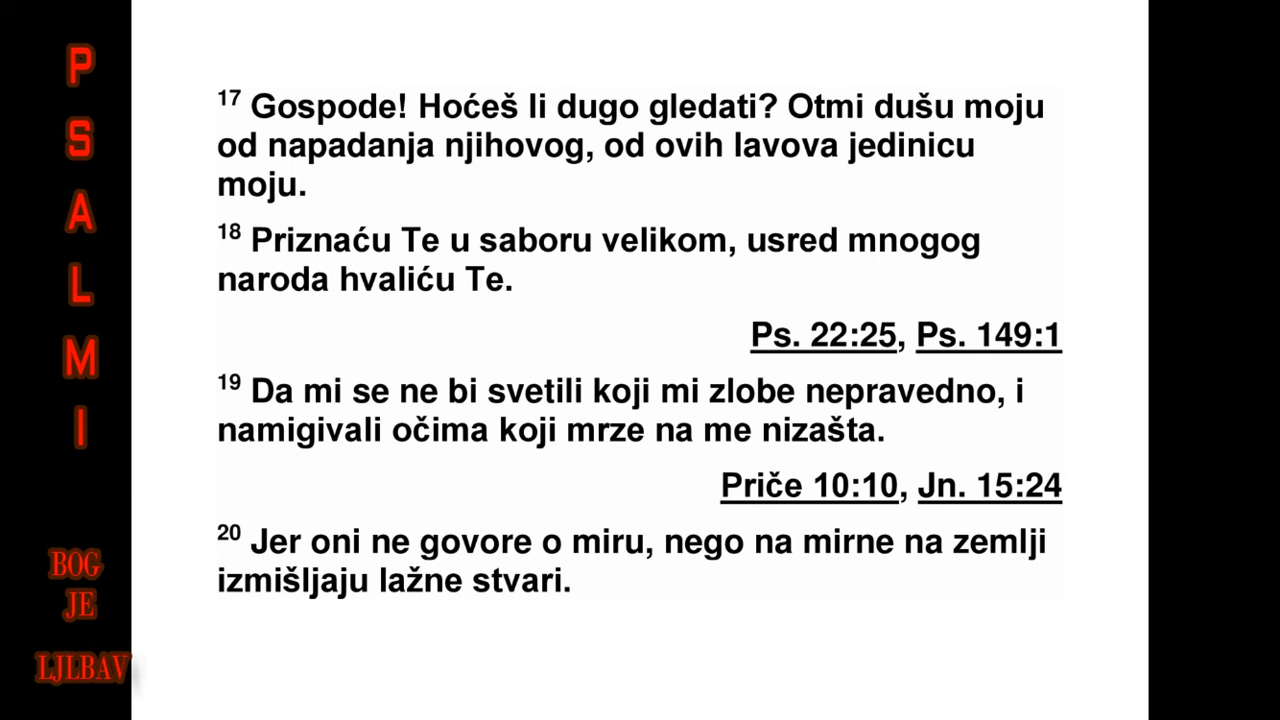 P
S
A
L
M
I
BOG
JE
LJLBAV
17 Gospode! Hoćeš li dugo gledati? Otmi dušu moju
od napadanja njihovog, od ovih lavova jedinicu
moju.
18 Priznaću Te u saboru velikom, usred mnogog
naroda hvaliću Te.
Ps. 22:25, Ps. 149:1
19 Da mi se ne bi svetili koji mi zlobe nepravedno, i
namigivali očima koji mrze na me nizašta.
Priče 10:10, Jn. 15:24
20 Jer oni ne govore o miru, nego na mirne na zemlji
izmišljaju lažne stvari.